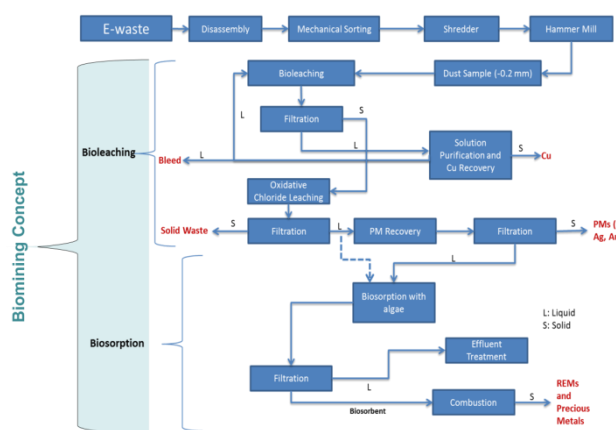 E-waste
Disassembly
Mechanical Sorting
Shredder
Hammer Mill
Bioleaching
Dust Sample (-0.2 mm)
L
S
Filtration
Bioleaching
L
Solution
Purification and
Cu Recovery
S
Cu
Bleed
L
Oxidative
Chloride Leaching
Solid Waste
S
Filtration
L
PM Recovery
Filtration
S
PMs (
Ag, Au
L
Biomining Concept
Biosorption with
algae
L: Liquid
S: Solid
Biosorption
Effluent
Treatment
Filtration
L
Biosorbent
Combustion
S
REMs
and
Precious
Metals